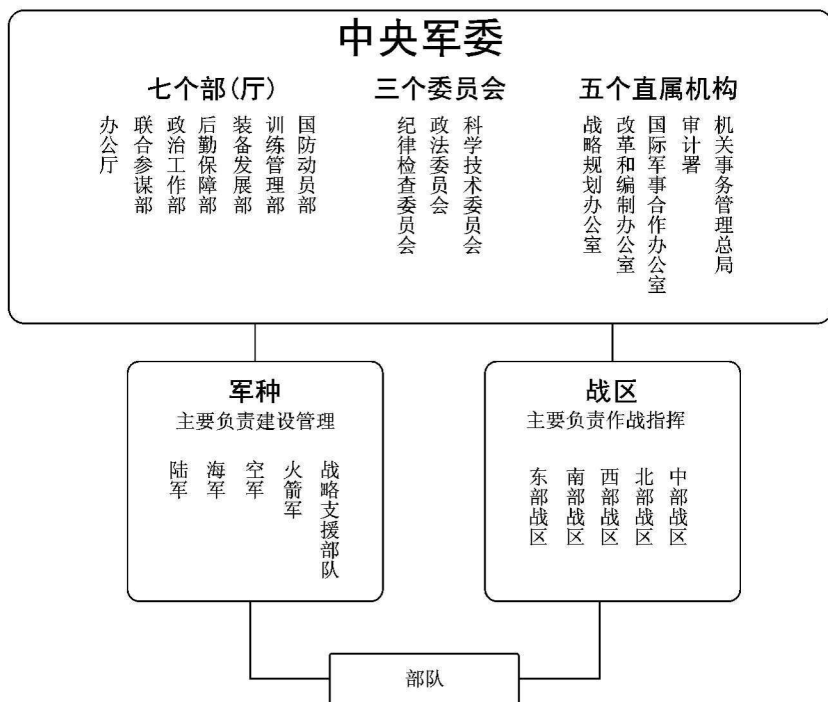 中央军委
七个部(厅)
办公厅
联合参谋部
政治工作部
后勤保障部
装备发展部
训练管理部
国防动员部
三个委员会
纪律检查委员会
政法委员会
科学技术委员会
五个直属机构
战略规划办公室
改革和编制办公室
国际军事合作办公室
审计署
机关事务管理总局
军种
主要负责建设管理
陆军
海军
空军
火箭军
战略支援部队
战区
主要负责作战指挥
东部战区
南部战区
西部战区
北部战区
中部战区
部队